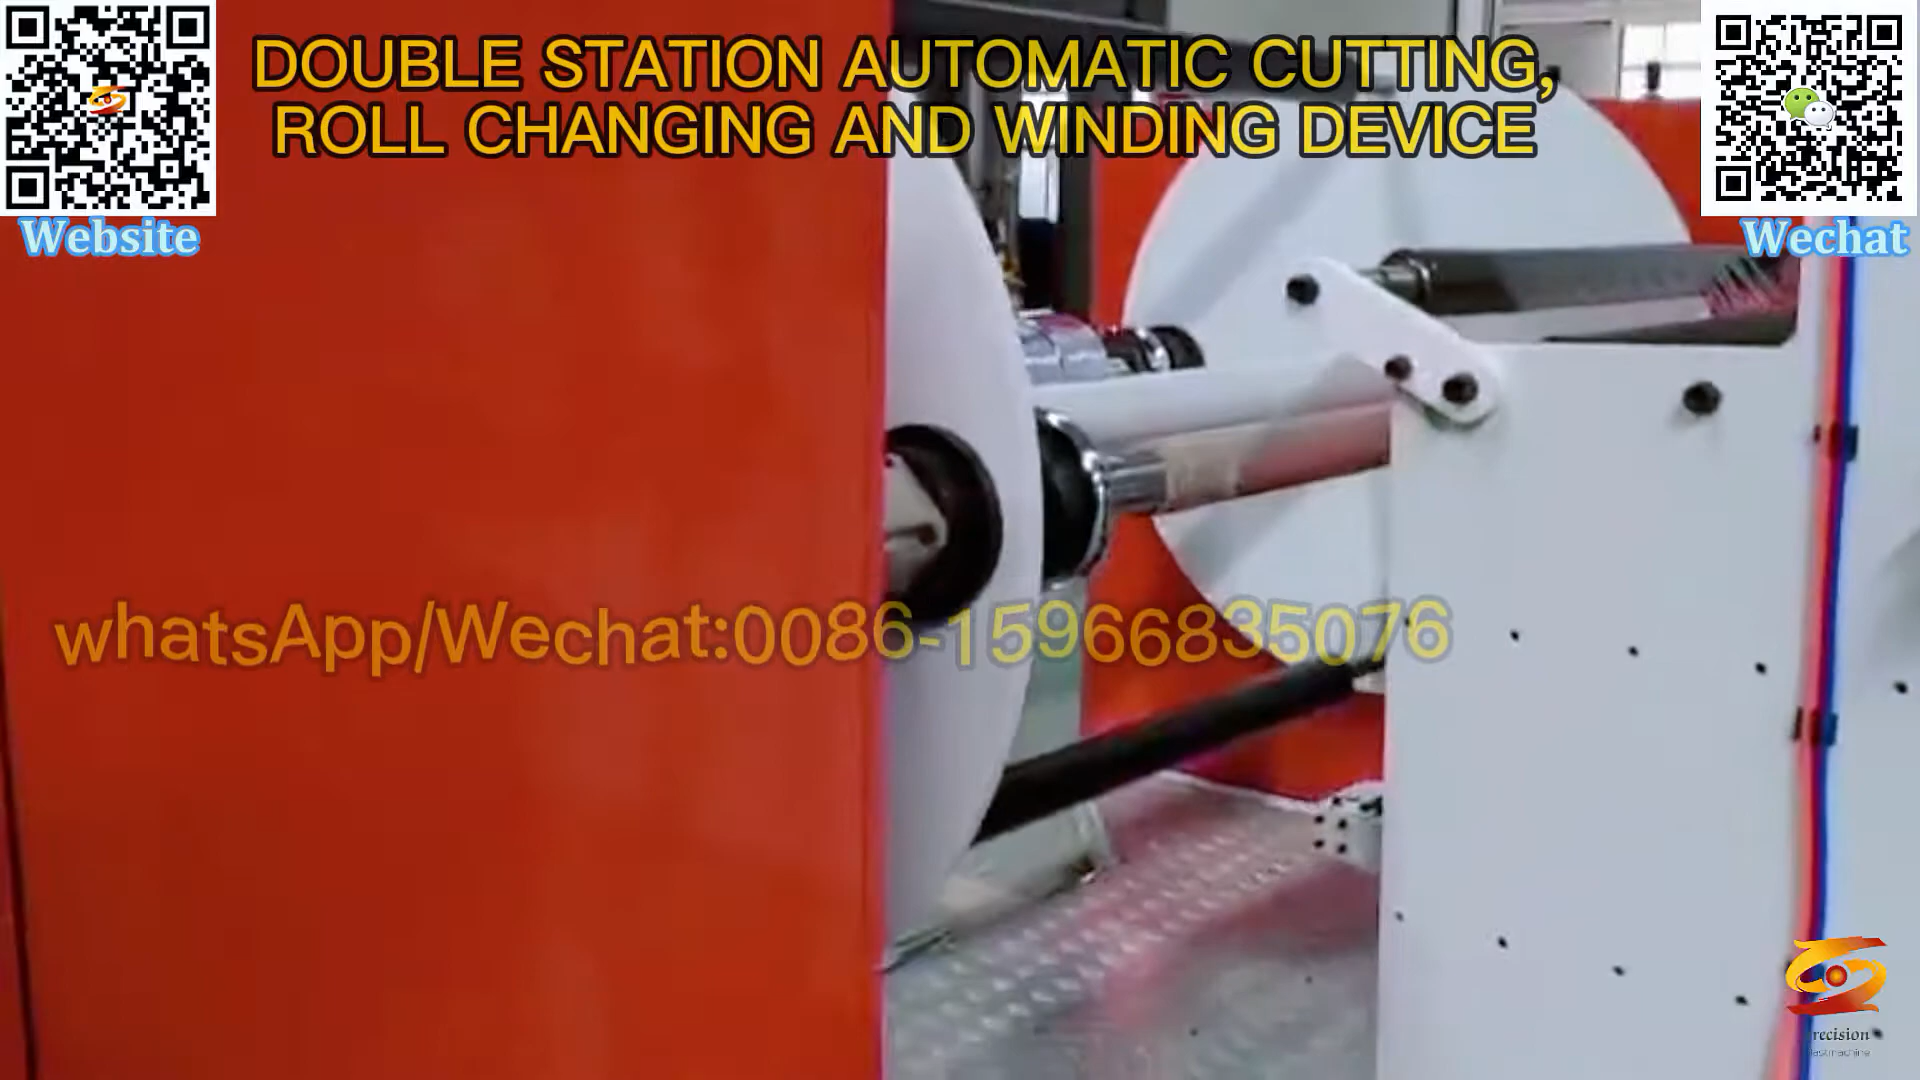 DOUBLE STATION AUTOMATIC CUTTING,
ROLL CHANGING AND WINDING DEVICE
Website
Wechat
whatsApp/Wechat:0086-15966835076
recision